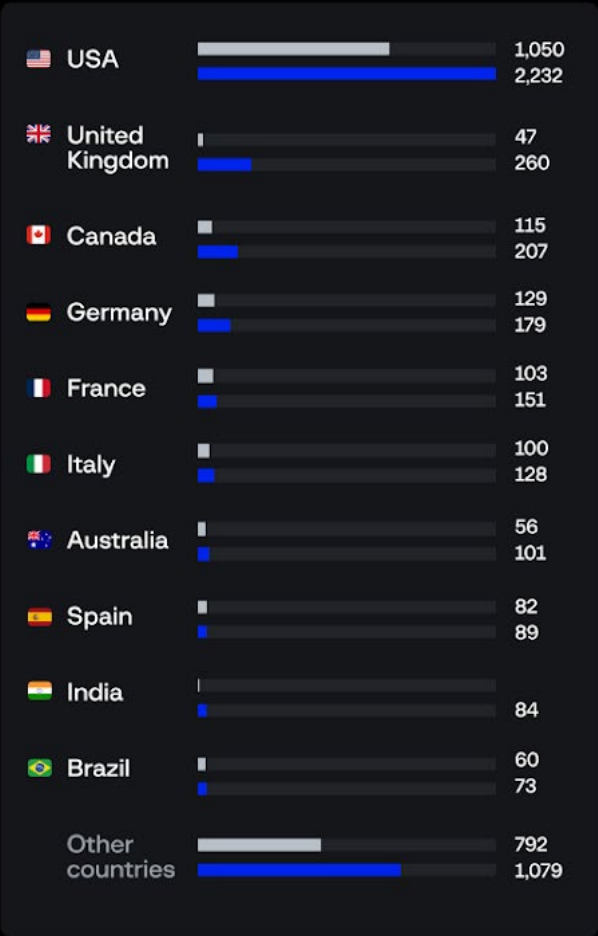 USA
1,050
2,232
United
Kingdom
47
260
Canada
115
207
Germany
129
179
France
103
151
Italy
100
128
Australia
56
101
Spain
82
89
India
84
Brazil
60
73
Other
countries
792
1,079